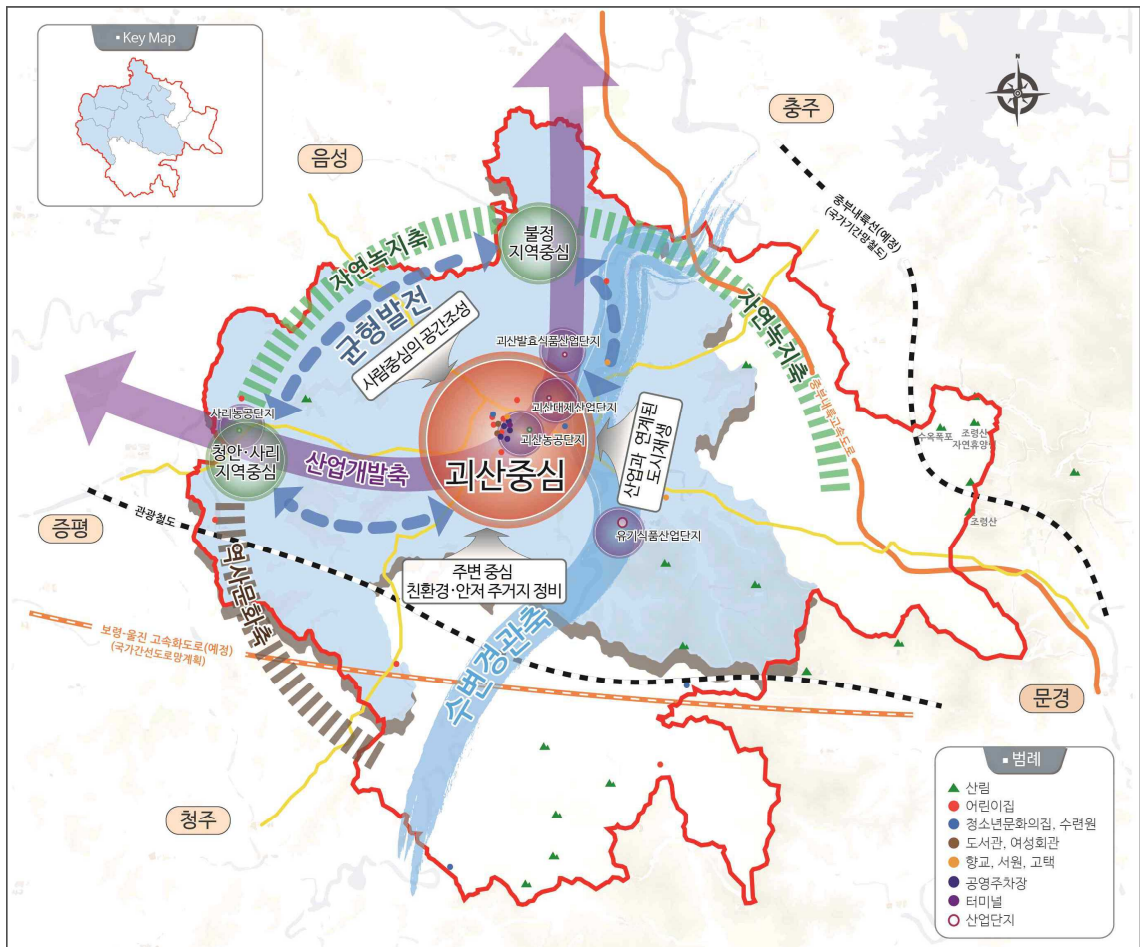 Key Map
N
충주
음성
중부내륙선(예정)
(국가기간망철도)
불정
지역중심
자연녹지축
자연녹지축
균형발전
사람중심의 공간조성
괴산발효식품산업단지
괴산대제산업단지
괴산농공단지
괴산중심
사리농공단지
청안·사리
지역중심
산업개발축
산업과 연계된
도시재생
중부내륙고속도로
수옥폭포
조령산
자연휴양림
조령산
유기식품산업단지
증평
관광철도
역사문화축
주변 중심
친환경·안저 주거지 정비
수변경관축
보령-울진 고속화도로(예정)
(국가간선도로망계획)
문경
청주
범례
산림
어린이집
청소년문화의집, 수련원
도서관, 여성회관
향교, 서원, 고택
공영주차장
터미널
산업단지